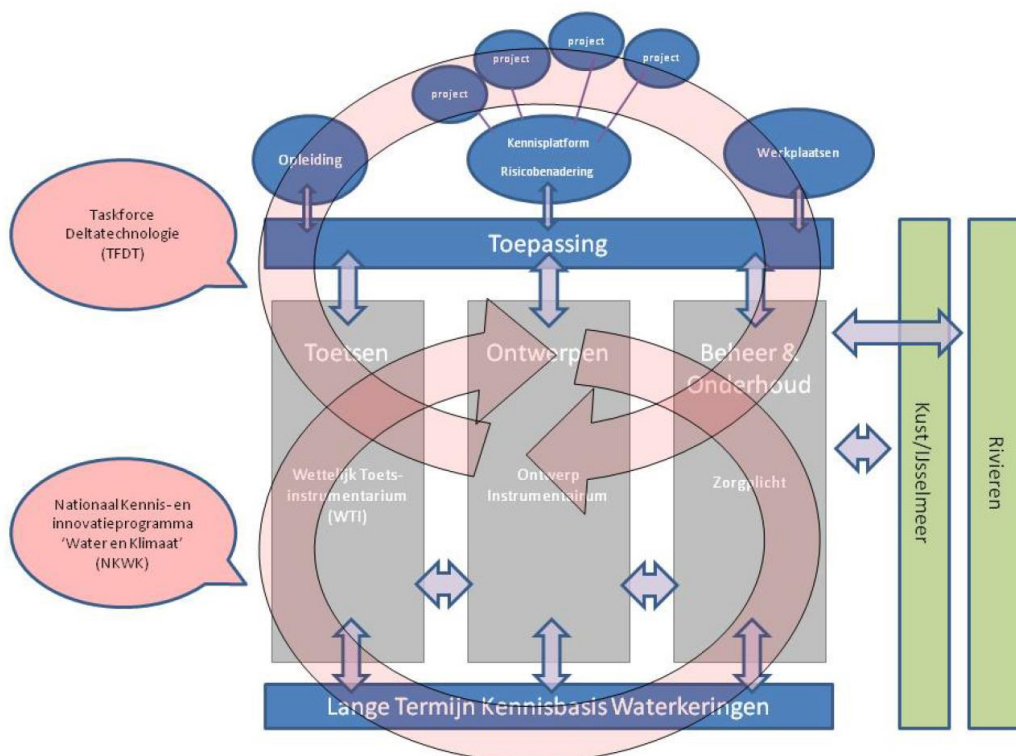 project
project
project
project
Opleiding
Kennisplatform
Risicobenadering
Werkplaatsen
Taskforce
Deltatechnologie
(TFDT)
Toepassing
Toetsen
Ontwerpen
Beheer &
Onderhoud
Wettelijk Toets-
instrumentarium
(WTI)
Ontwerp
Instrumentairum
Zorgplicht
Nationaal Kennis- en
innovatieprogramma
‘Water en Klimaat’
(NKWK)
Lange Termijn Kennisbasis Waterkeringen
Kust/IJsselmeer
Rivieren